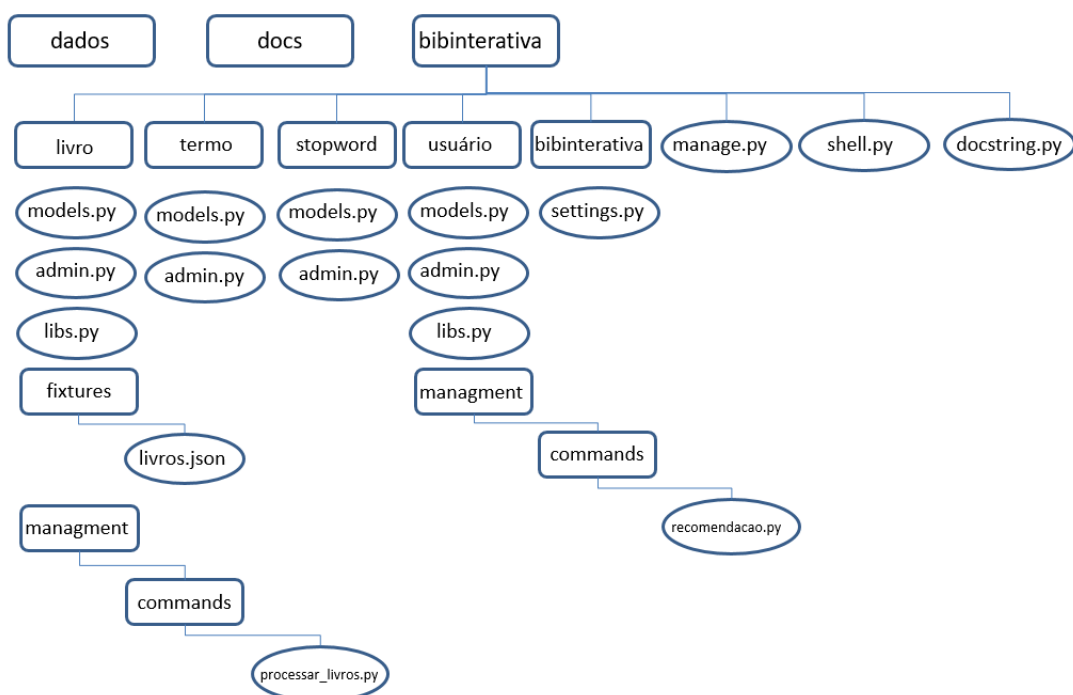 dados
docs
bibinterativa
livro
termo
stopword
usuário
bibinterativa
manage.py
shell.py
docstring.py
models.py
models.py
models.py
models.py
settings.py
admin.py
admin.py
admin.py
admin.py
libs.py
libs.py
fixtures
managment
livros.json
commands
managment
recomendacao.py
commands
processar_livros.py